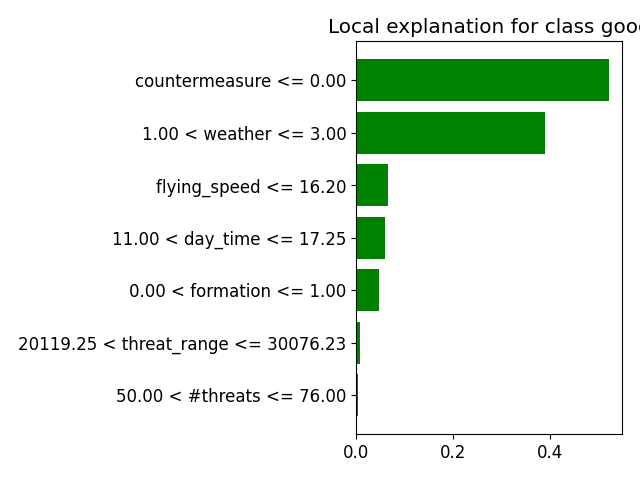 Local explanation for class good
countermeasure <= 0.00
1.00 < weather <= 3.00
flying_speed <= 16.20
11.00 < day_time <= 17.25
0.00 < formation <= 1.00
20119.25 < threat_range <= 30076.23
50.00 < #threats <= 76.00
0.0 0.2 0.4